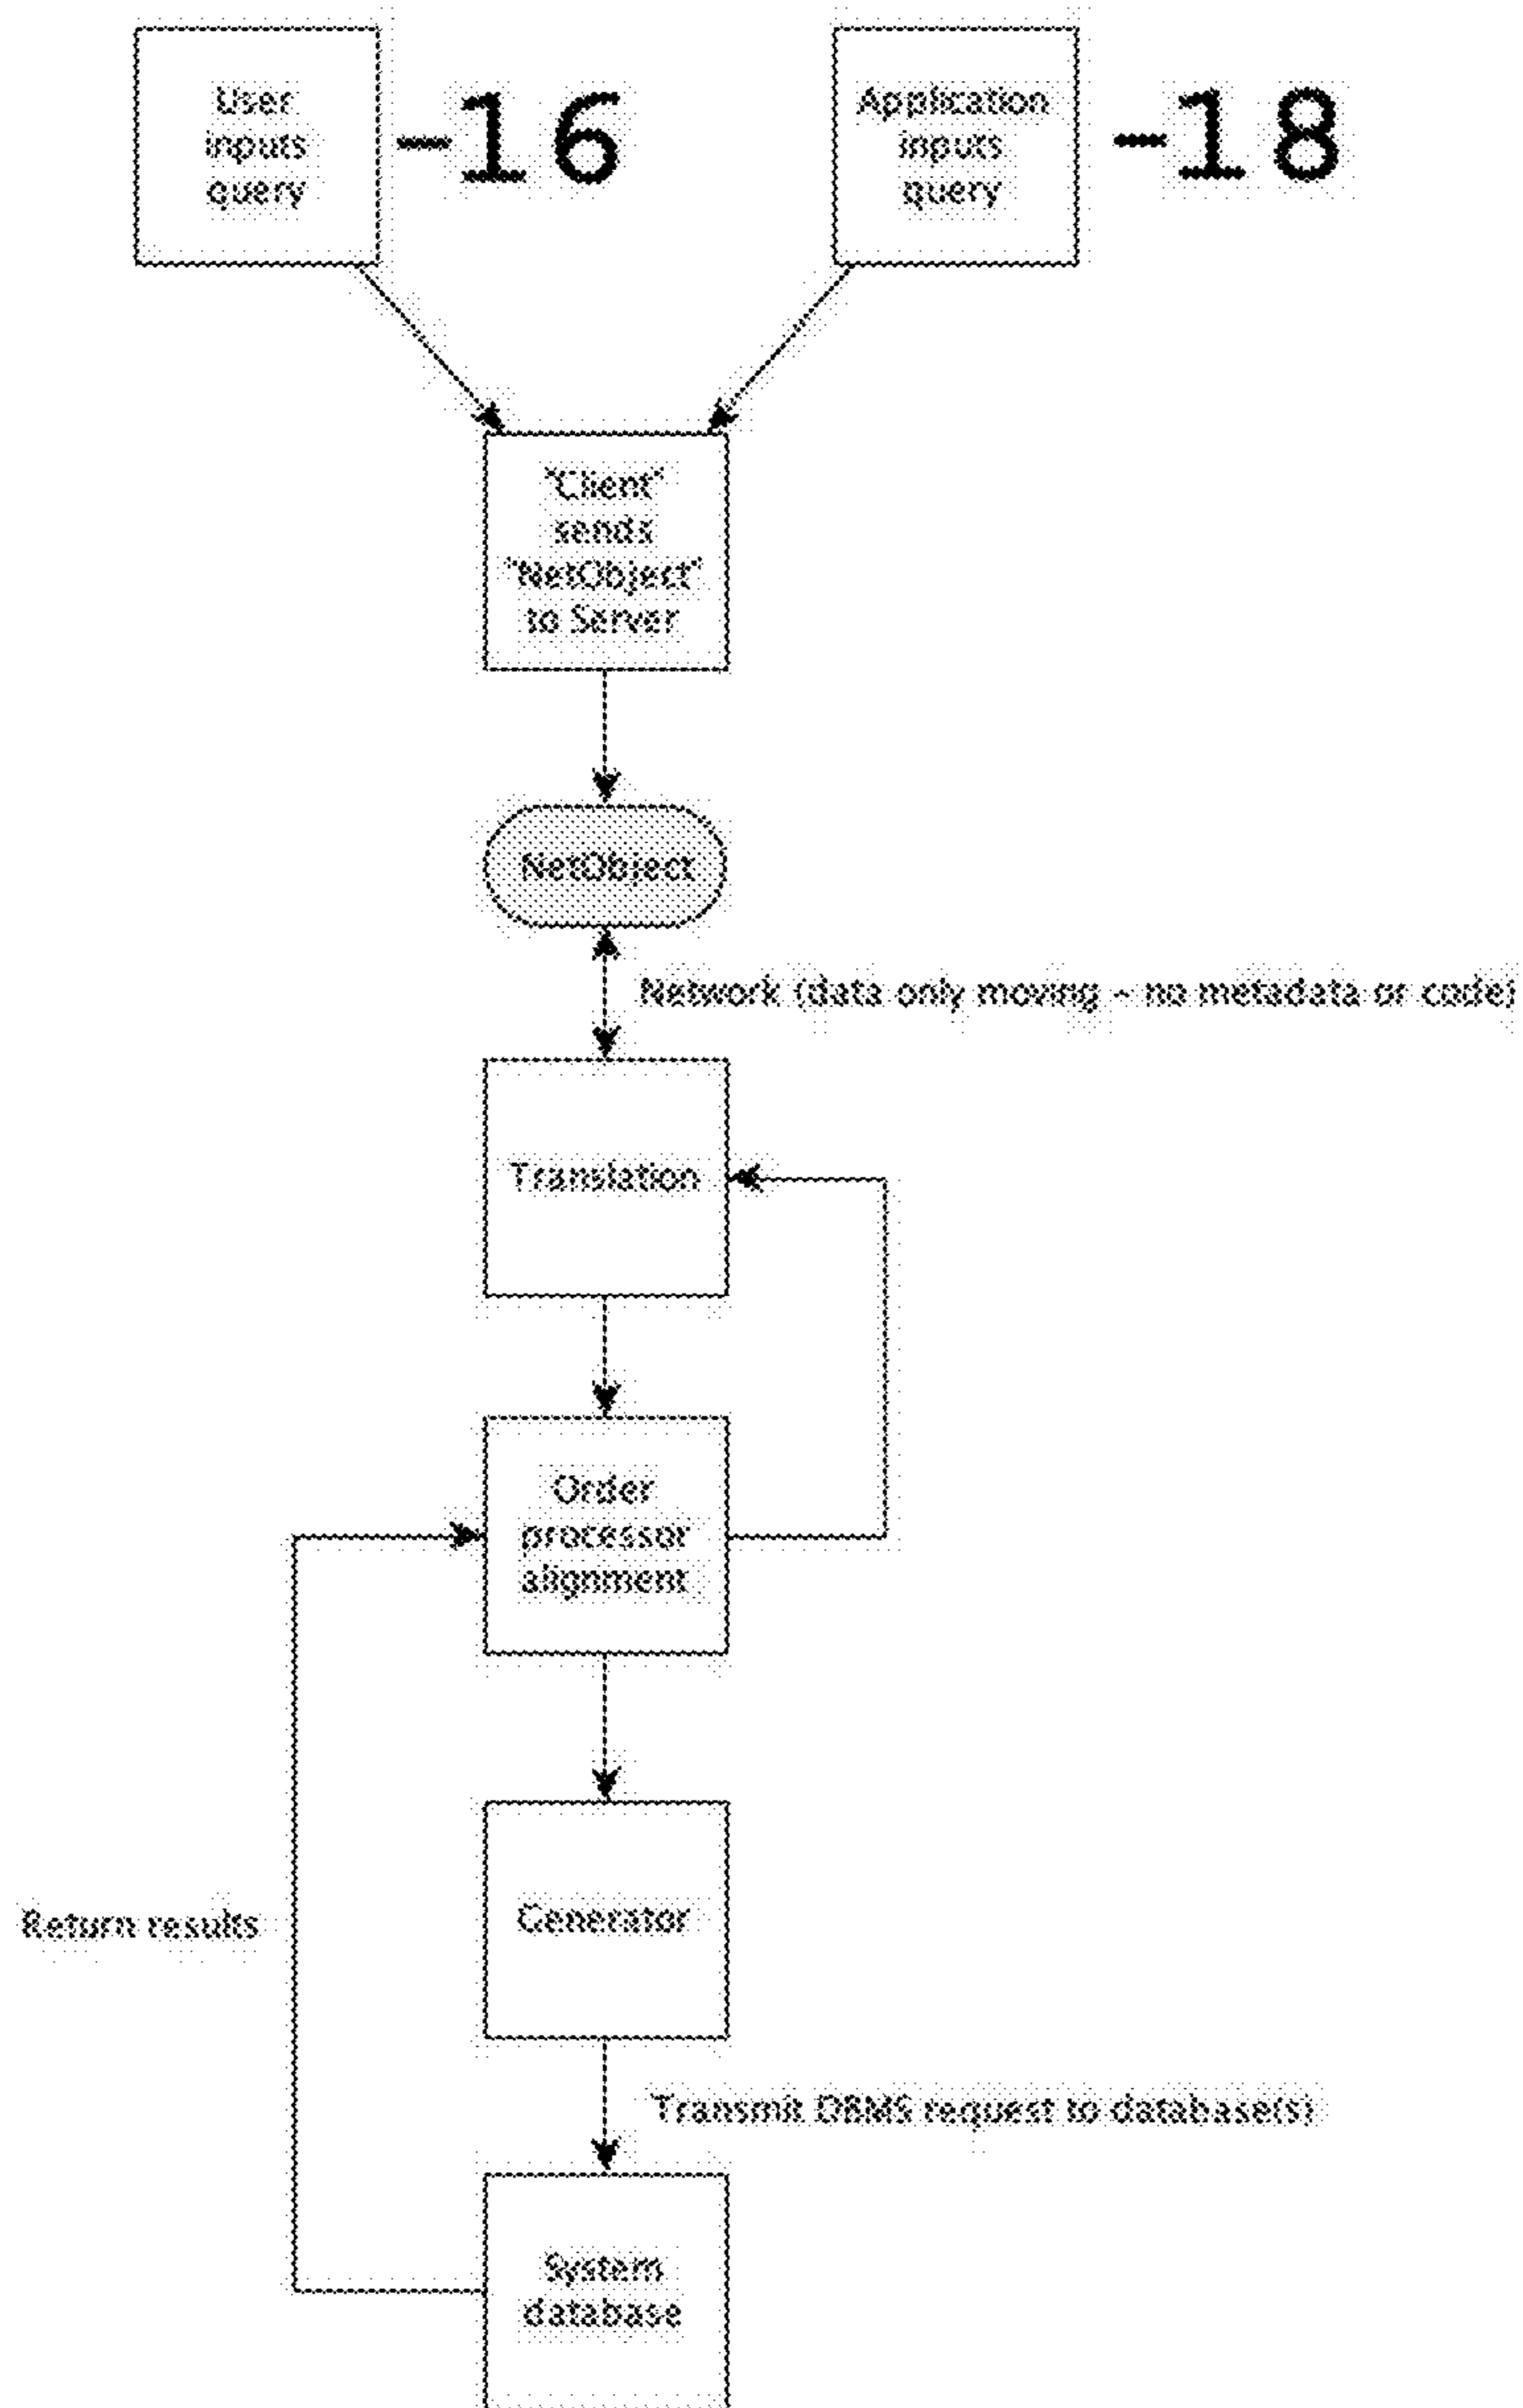 User
inputs
query
-16
Application
inputs
query
-18
"Client"
sends
"NetObject"
to Server
NetObject
Network (data only moving - no metadata or code)
Translation
Order
processor
alignment
Generator
Return results
Transmit DBMS request to database(s)
System
database